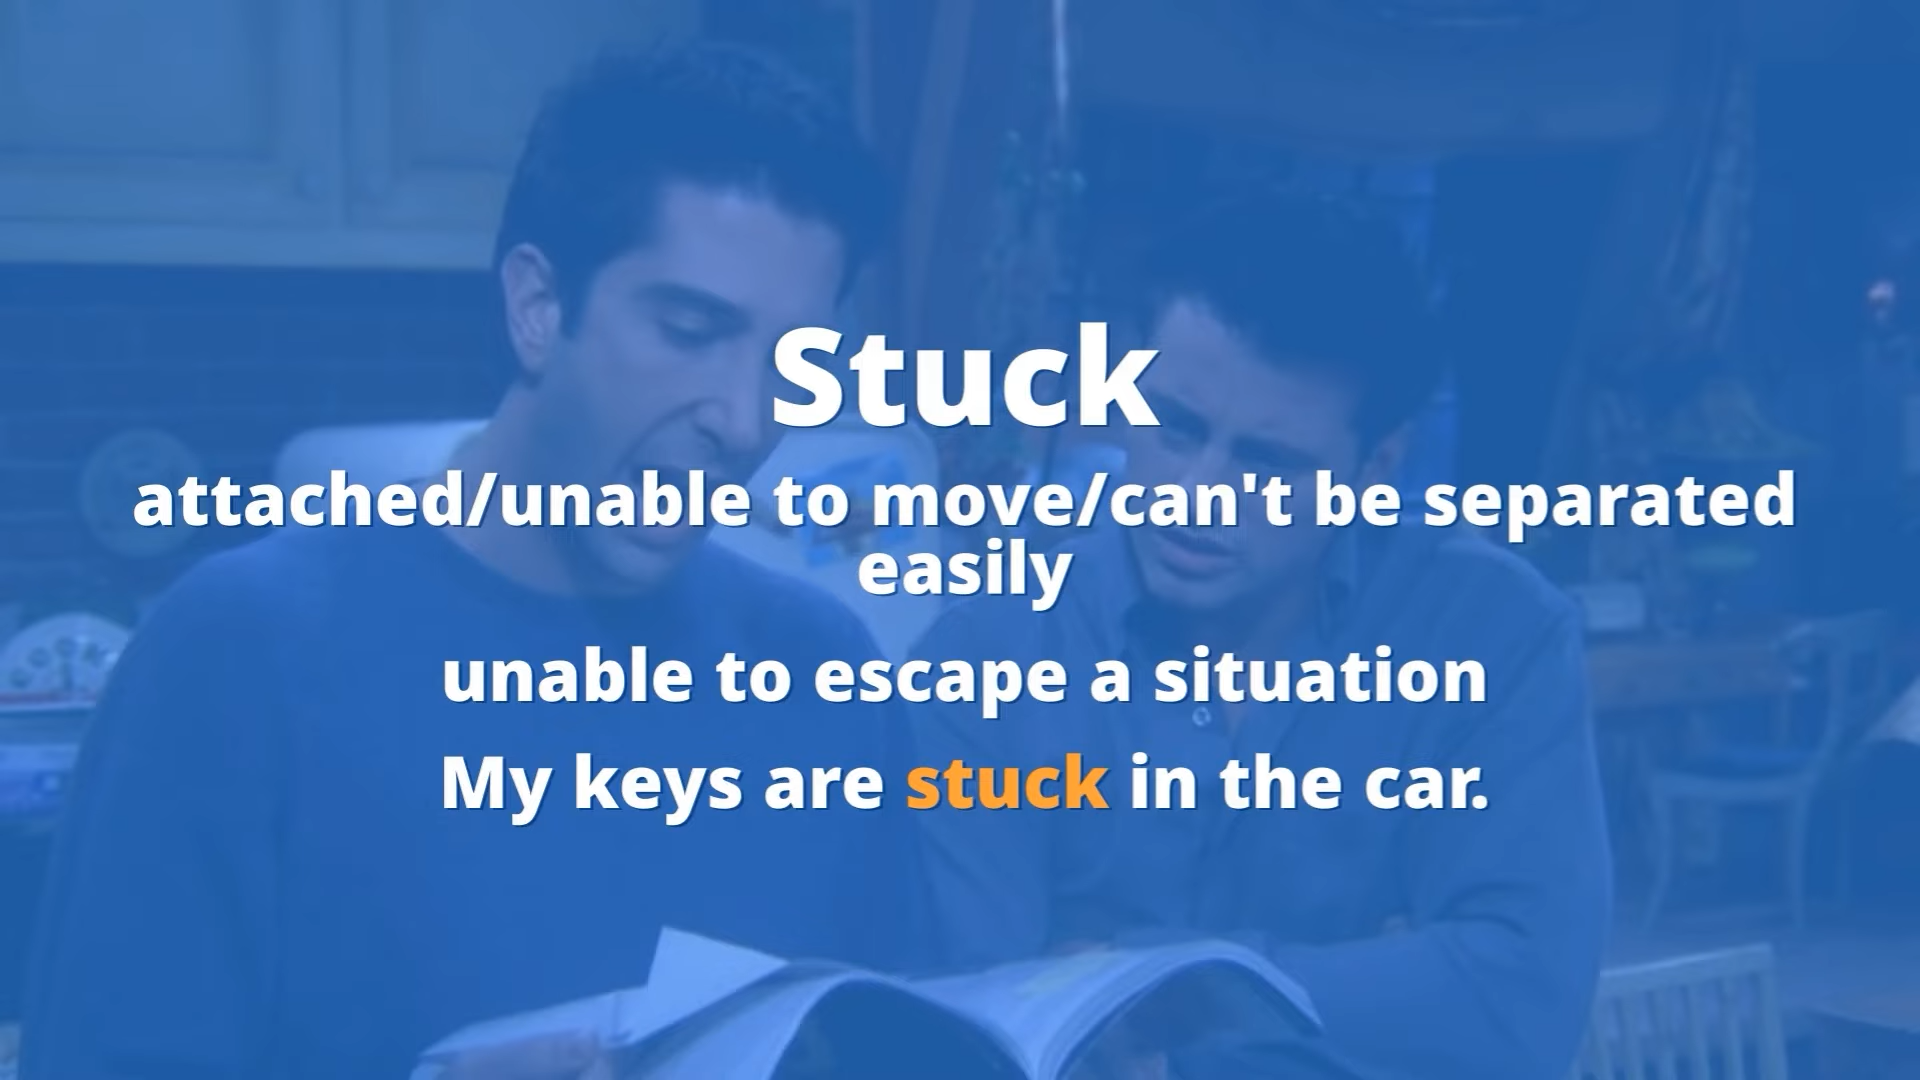 Stuck
attached/unable to move/can't be separated
easily
unable to escape a situation
My keys are stuck in the car.